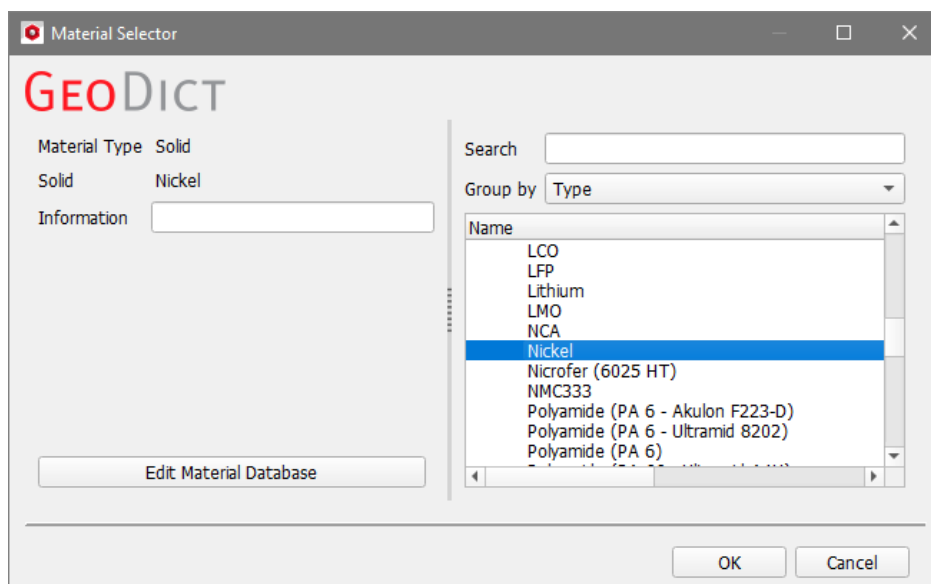 Material Selector
GEODICT
Material Type Solid
Solid Nickel
Information
Edit Material Database
Search
Group by Type
Name
LCO
LFP
Lithium
LMO
NCA
Nickel
Nicrofer (6025 HT)
NMC333
Polyamide (PA 6 - Akulon F223-D)
Polyamide (PA 6 - Ultramid 8202)
Polyamide (PA 6)
OK Cancel